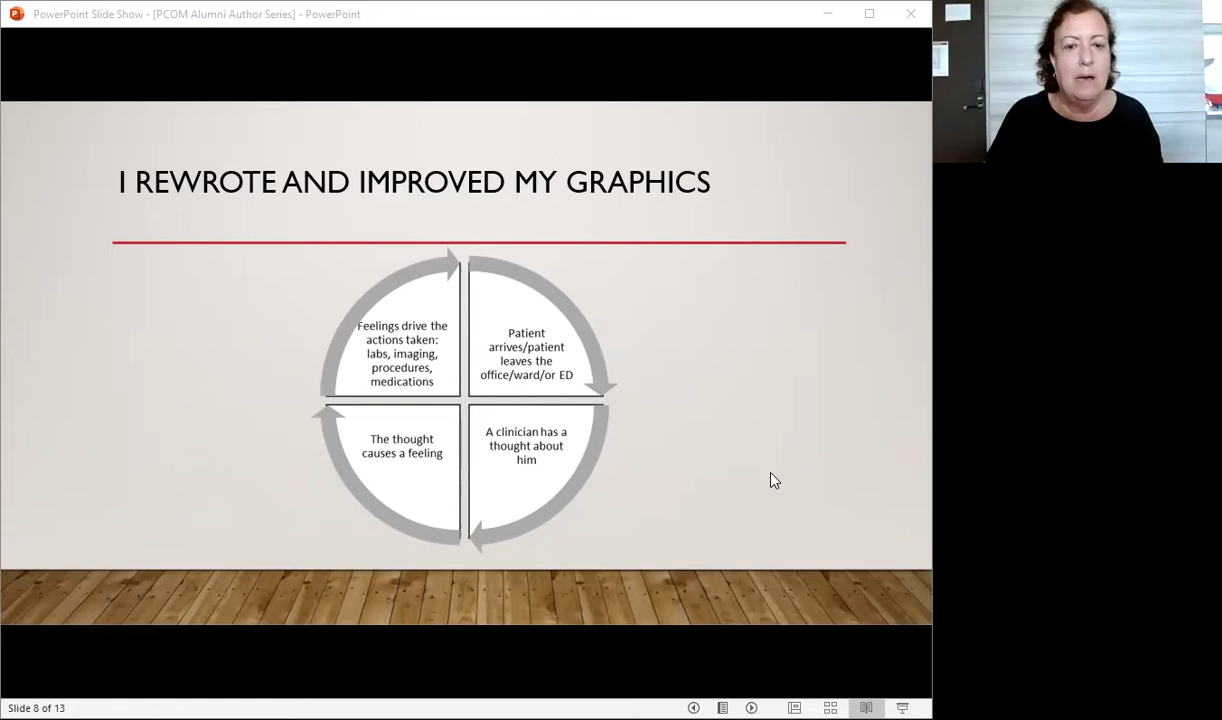 PowerPoint Slide Show - [PCOM Alumni Author Series] - PowerPoint
I REWROTE AND IMPROVED MY GRAPHICS
Feelings drive the
actions taken:
labs, imaging,
procedures,
medications
Patient
arrives/patient
leaves the
office/ward/or ED
The thought
causes a feeling
A clinician has a
thought about
him
Slide 8 of 13